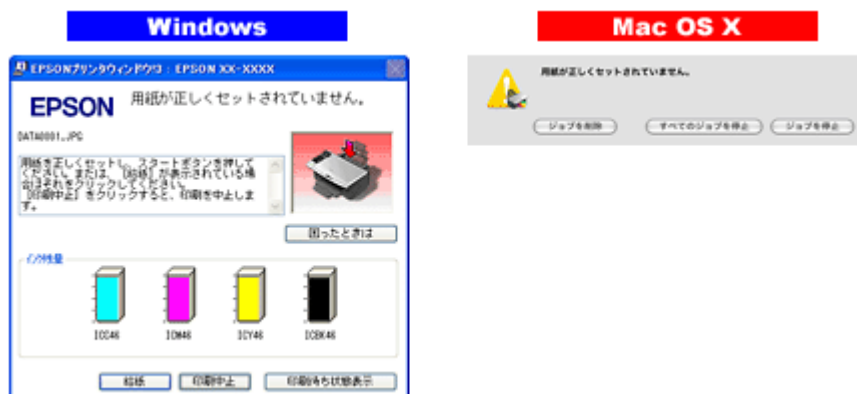 Windows
Mac OS X
EPSONプリンタウィンドウ!3 : EPSON XX-XXXX
EPSON
用紙が正しくセットされていません。
DATA0001.JPG
用紙を正しくセットし、スタートボタンを押して
ください。または、[給紙] が表示されている場
合はそれをクリックしてください。
[印刷中止] をクリックすると、印刷を中止しま
す。
困ったときは
インク残量
ICC46
ICM46
ICY46
ICBK46
給紙
印刷中止
印刷待ち状態表示
用紙が正しくセットされていません。
ジョブを削除
すべてのジョブを停止
ジョブを停止